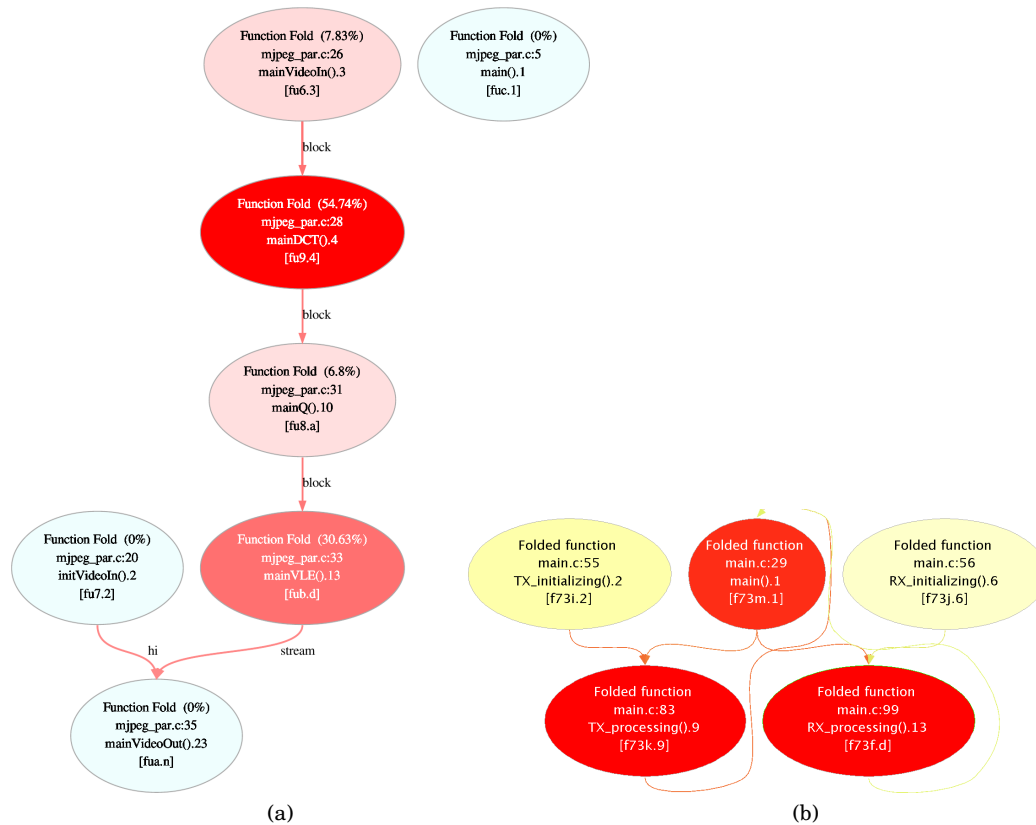 Function Fold (7.83%)
mjpeg_par.c:26
mainVideoIn().3
[fu6.3]
Function Fold (0%)
mjpeg_par.c:5
main().1
[fuc.1]
block
Function Fold (54.74%)
mjpeg_par.c:28
mainDCT().4
[fu9.4]
block
Function Fold (6.8%)
mjpeg_par.c:31
mainQ().10
[fu8.a]
block
Function Fold (0%)
mjpeg_par.c:20
initVideoIn().2
[fu7.2]
Function Fold (30.63%)
mjpeg_par.c:33
mainVLE().13
[fub.d]
hi
stream
Function Fold (0%)
mjpeg_par.c:35
mainVideoOut().23
[fua.n]
(a)
Folded function
main.c:55
TX_initializing().2
[f73i.2]
Folded function
main.c:29
main().1
[f73m.1]
Folded function
main.c:56
RX_initializing().6
[f73j.6]
Folded function
main.c:83
TX_processing().9
[f73k.9]
Folded function
main.c:99
RX_processing().13
[f73f.d]
(b)